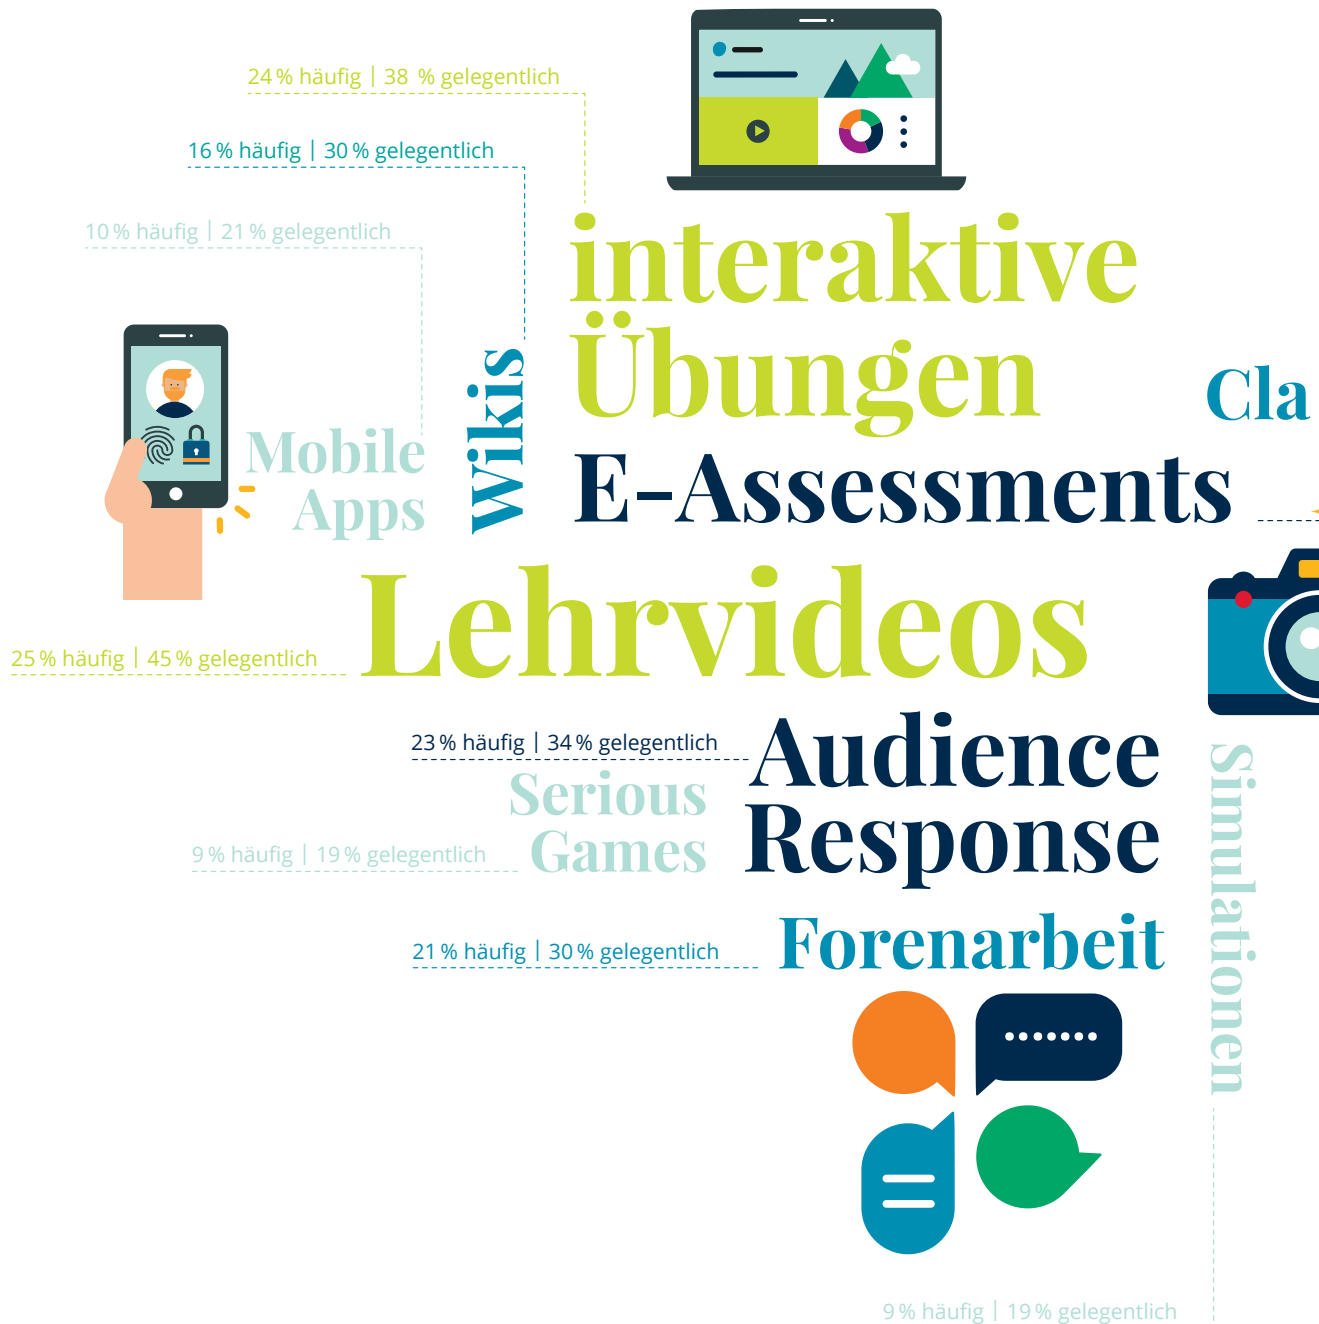 24 % häufig | 38 % gelegentlich
16 % häufig | 30 % gelegentlich
10 % häufig | 21 % gelegentlich
interaktive
Übungen
Wikis
Cla
Mobile
Apps
E-Assessments
Lehrvideos
25 % häufig | 45 % gelegentlich
23 % häufig | 34 % gelegentlich
Audience
Response
Serious
Games
9 % häufig | 19 % gelegentlich
Simulationen
21 % häufig | 30 % gelegentlich
Forenarbeit
9 % häufig | 19 % gelegentlich